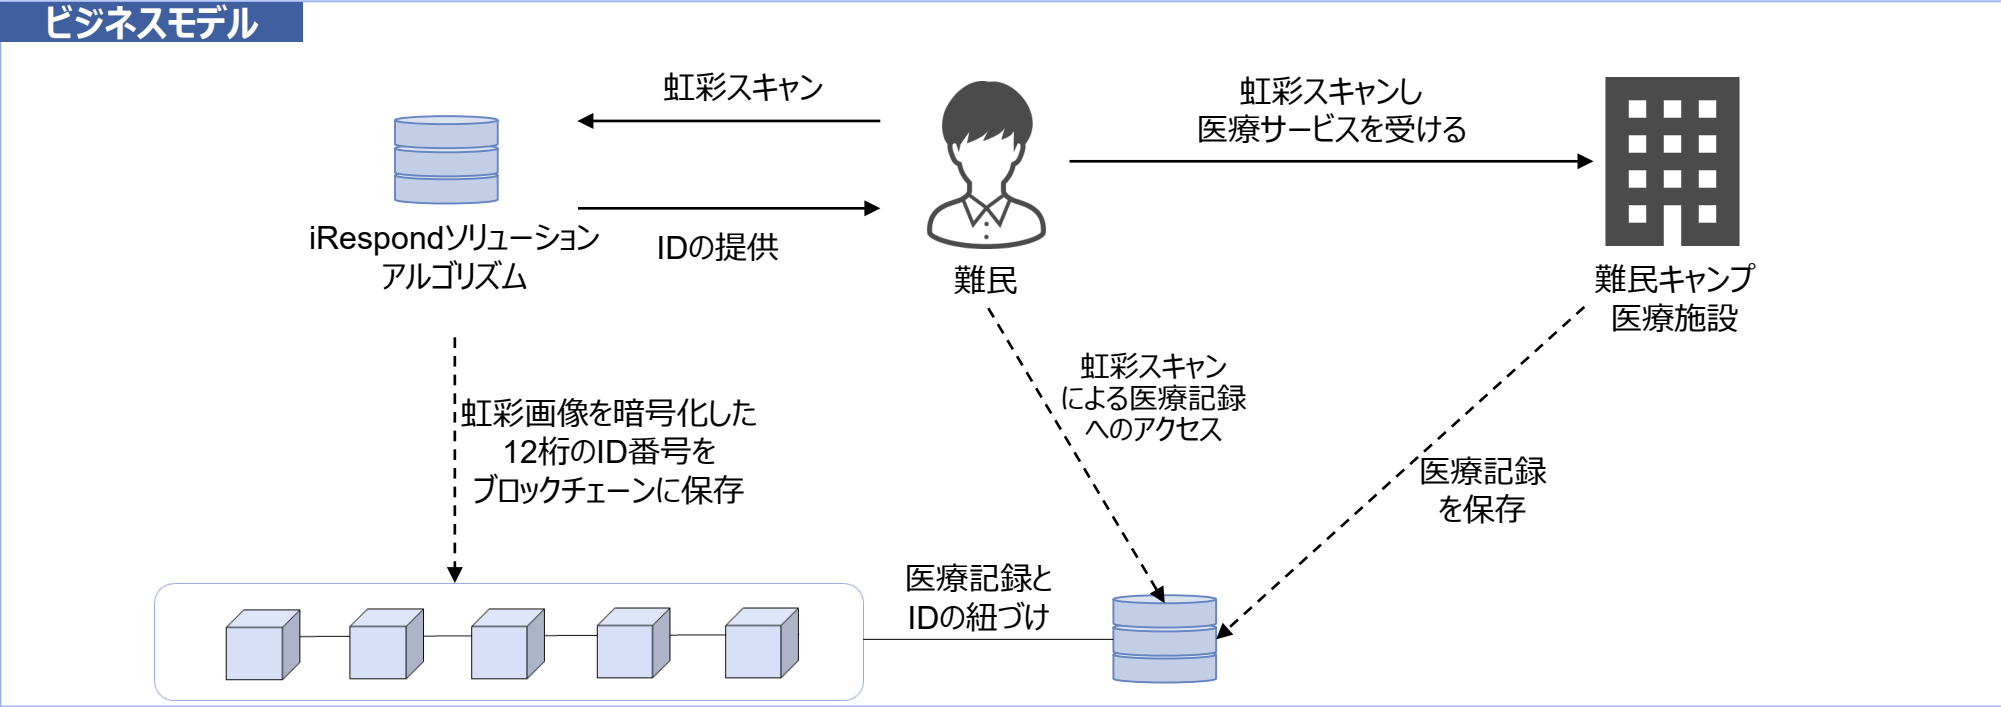 ビジネスモデル
虹彩スキャン
iRespondソリューション
アルゴリズム
IDの提供
難民
虹彩スキャンし
医療サービスを受ける
難民キャンプ
医療施設
虹彩画像を暗号化した
12桁のID番号を
ブロックチェーンに保存
虹彩スキャン
による医療記録
へのアクセス
医療記録
を保存
医療記録と
IDの紐づけ